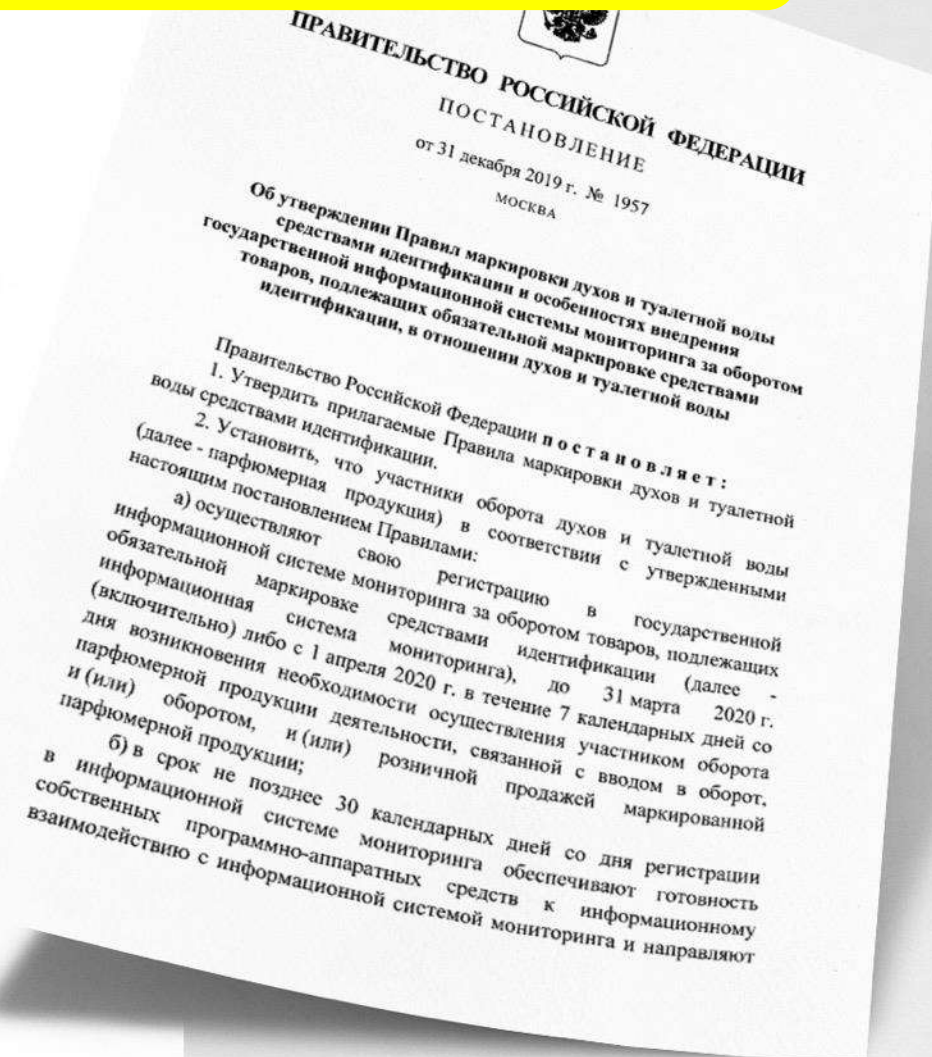 ПРАВИТЕЛЬСТВО РОССИЙСКОЙ ФЕДЕРАЦИИ
ПОСТАНОВЛЕНИЕ
от 31 декабря 2019 г. № 1957
МОСКВА
Об утверждении Правил маркировки духов и туалетной воды
средствами идентификации и особенностях внедрения
государственной информационной системы мониторинга за оборотом
товаров, подлежащих обязательной маркировке средствами
идентификации, в отношении духов и туалетной воды
Правительство Российской Федерации п о с т а н о в л я е т :
1. Утвердить прилагаемые Правила маркировки духов и туалетной
воды средствами идентификации.
2. Установить, что участники оборота духов и туалетной воды
(далее - парфюмерная продукция) в соответствии с утвержденными
настоящим постановлением Правилами:
а) осуществляют свою регистрацию в государственной
информационной системе мониторинга за оборотом товаров, подлежащих
обязательной маркировке средствами идентификации (далее -
информационная система мониторинга), до 31 марта 2020 г.
(включительно) либо с 1 апреля 2020 г. в течение 7 календарных дней со
дня возникновения необходимости осуществления участником оборота
парфюмерной продукции деятельности, связанной с вводом в оборот,
и (или) оборотом, и (или) розничной продажей маркированной
парфюмерной продукции;
б) в срок не позднее 30 календарных дней со дня регистрации
в информационной системе мониторинга обеспечивают готовность
собственных программно-аппаратных средств к информационному
взаимодействию с информационной системой мониторинга и направляют